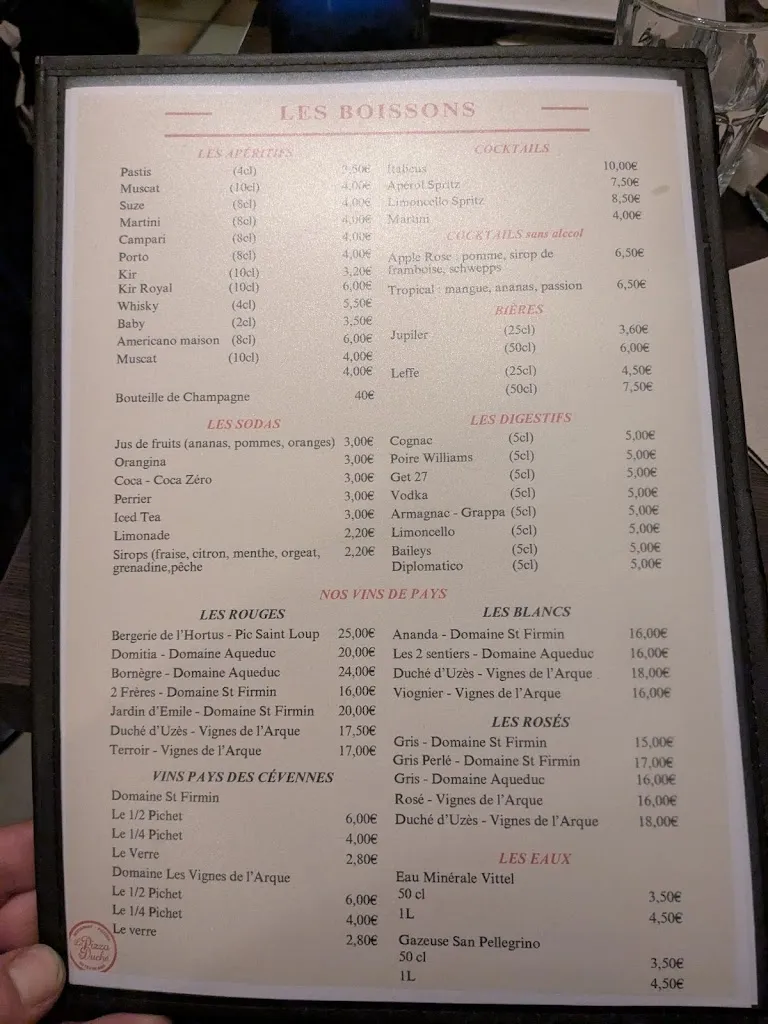 LES BOISSONS
LES APÉRITIFS
Pastis (4cl) 3,50€
Muscat (10cl) 4,00€
Suze (8cl) 4,00€
Martini (8cl) 4,00€
Campari (8cl) 4,00€
Porto (8cl) 4,00€
Kir (10cl) 3,20€
Kir Royal (10cl) 6,00€
Whisky (4cl) 5,50€
Baby (2cl) 3,50€
Americano maison (8cl) 6,00€
Muscat (10cl) 4,00€
4,00€
Bouteille de Champagne 40€
LES SODAS
Jus de fruits (ananas, pommes, oranges) 3,00€
Orangina 3,00€
Coca - Coca Zéro 3,00€
Perrier 3,00€
Iced Tea 3,00€
Limonade 2,20€
Sirops (fraise, citron, menthe, orgeat, 2,20€
grenadine,pêche
COCKTAILS
Italicus 10,00€
Apérol Spritz 7,50€
Limoncello Spritz 8,50€
Martini 4,00€
COCKTAILS sans alccol
Apple Rose : pomme, sirop de 6,50€
framboise, schwepps
Tropical : mangue, ananas, passion 6,50€
BIÈRES
Jupiler (25cl) 3,60€
(50cl) 6,00€
Leffe (25cl) 4,50€
(50cl) 7,50€
LES DIGESTIFS
Cognac (5cl) 5,00€
Poire Williams (5cl) 5,00€
Get 27 (5cl) 5,00€
Vodka (5cl) 5,00€
Armagnac - Grappa (5cl) 5,00€
Limoncello (5cl) 5,00€
Baileys (5cl) 5,00€
Diplomatico (5cl) 5,00€
NOS VINS DE PAYS
LES ROUGES
Bergerie de l'Hortus - Pic Saint Loup 25,00€
Domitia - Domaine Aqueduc 20,00€
Bornègre - Domaine Aqueduc 24,00€
2 Frères - Domaine St Firmin 16,00€
Jardin d'Emile - Domaine St Firmin 20,00€
Duché d'Uzès - Vignes de l'Arque 17,50€
Terroir - Vignes de l'Arque 17,00€
VINS PAYS DES CÉVENNES
Domaine St Firmin
Le 1/2 Pichet 6,00€
Le 1/4 Pichet 4,00€
Le Verre 2,80€
Domaine Les Vignes de l'Arque
Le 1/2 Pichet 6,00€
Le 1/4 Pichet 4,00€
Le verre 2,80€
LES BLANCS
Ananda - Domaine St Firmin 16,00€
Les 2 sentiers - Domaine Aqueduc 16,00€
Duché d'Uzès - Vignes de l'Arque 18,00€
Viognier - Vignes de l'Arque 16,00€
LES ROSÉS
Gris - Domaine St Firmin 15,00€
Gris Perlé - Domaine St Firmin 17,00€
Gris - Domaine Aqueduc 16,00€
Rosé - Vignes de l'Arque 16,00€
Duché d'Uzès - Vignes de l'Arque 18,00€
LES EAUX
Eau Minérale Vittel
50 cl 3,50€
1L 4,50€
Gazeuse San Pellegrino
50 cl 3,50€
1L 4,50€
Pizza
Duché